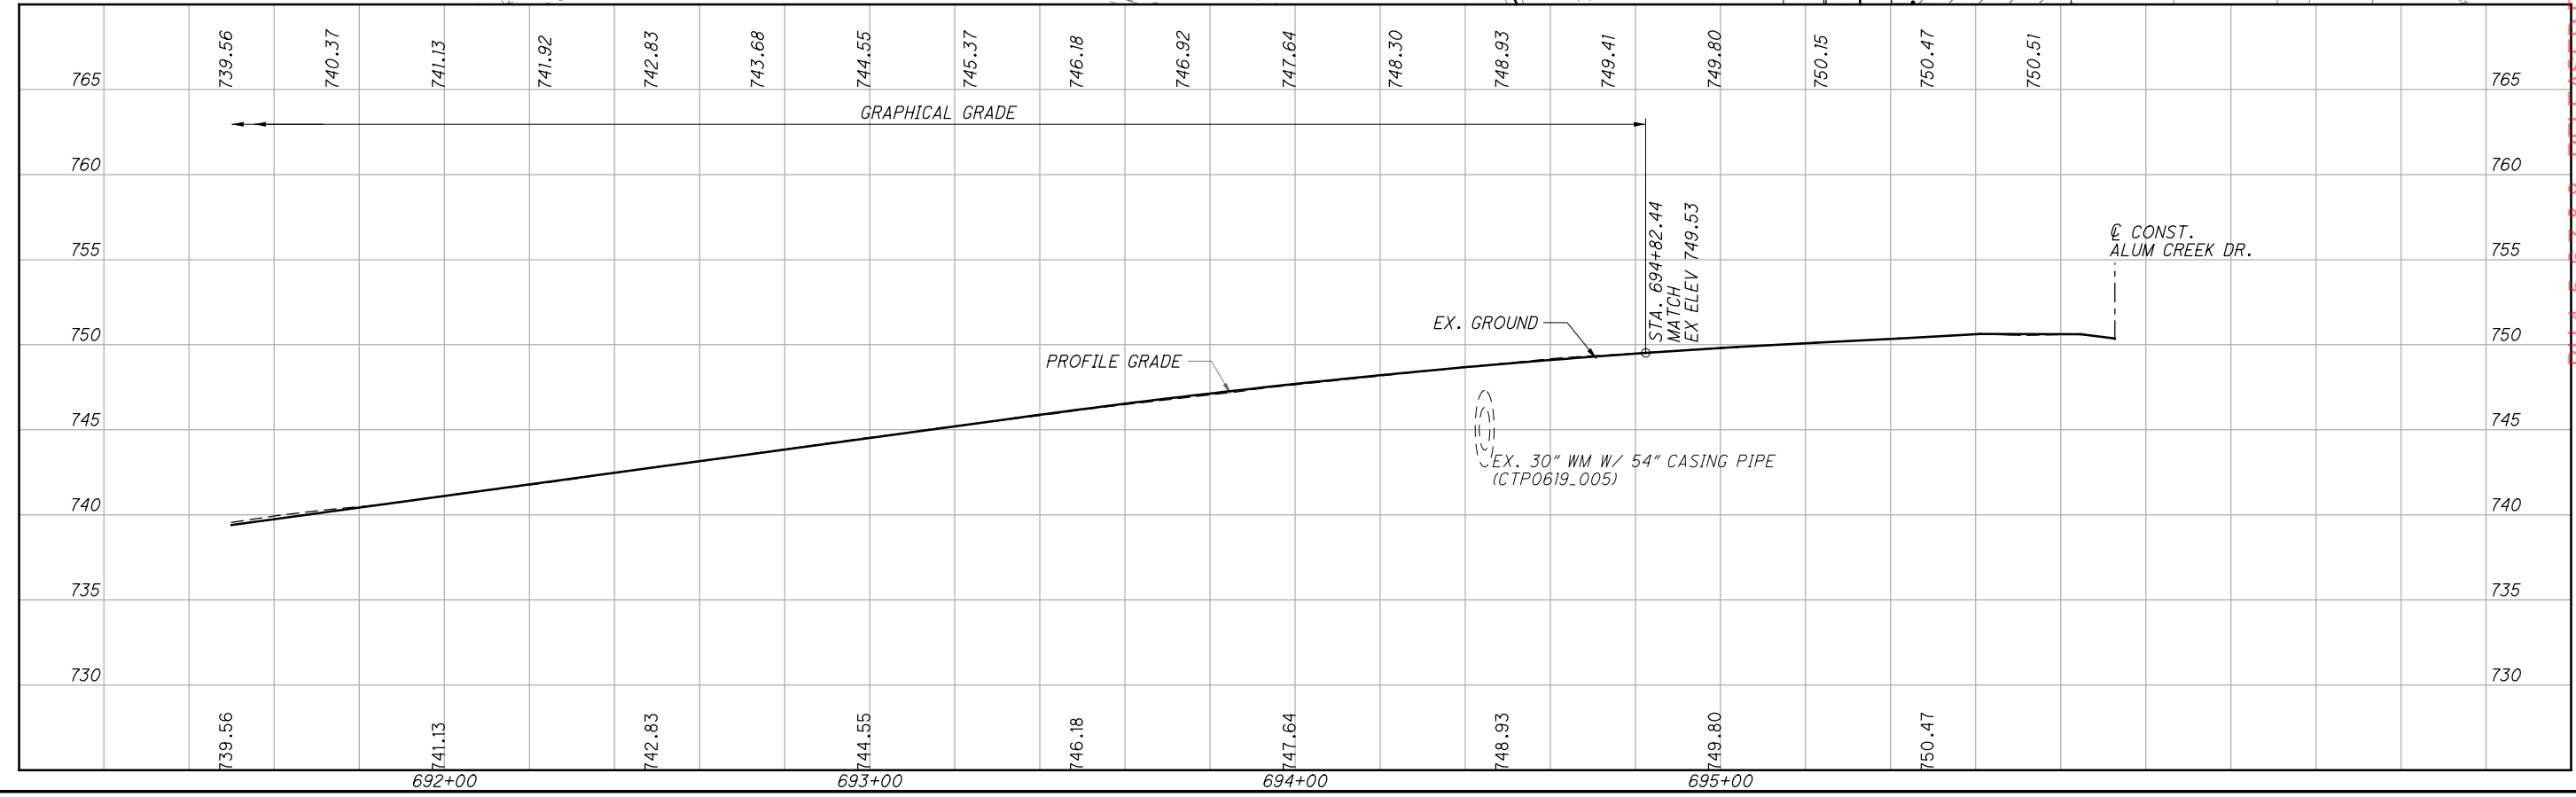 739.56 740.37 741.13 741.92 742.83 743.68 744.55 745.37 746.18 746.92 747.64 748.30 748.93 749.41 749.80 750.15 750.47 750.51
765 765
GRAPHICAL GRADE
760 760
STA. 694+82.44
MATCH
EX ELEV 749.53
℄ CONST.
ALUM CREEK DR.
755 755
EX. GROUND
750 750
PROFILE GRADE
745 745
EX. 30" WM W/ 54" CASING PIPE
(CTP0619_005)
740 740
735 735
730 730
739.56 741.13 742.83 744.55 746.18 747.64 748.93 749.80 750.47
692+00 693+00 694+00 695+00